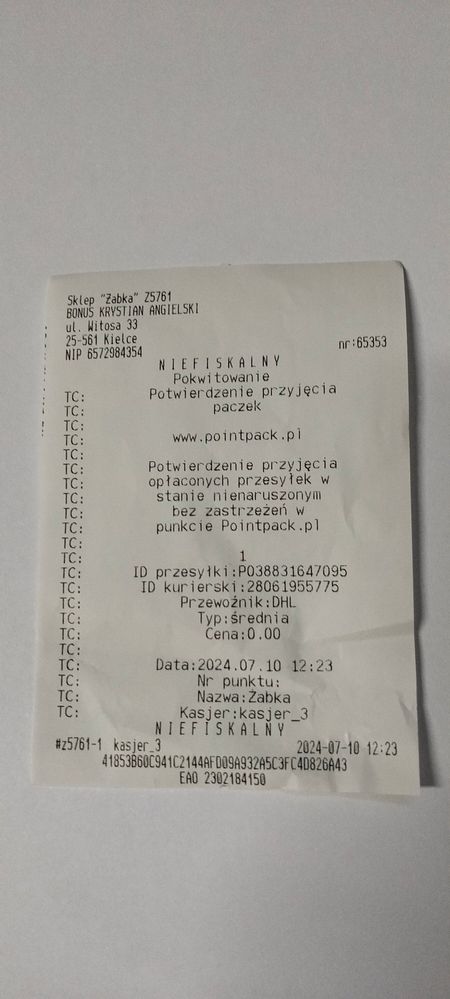 Sklep "Żabka" Z5761
BONUS KRYSTIAN ANGIELSKI
ul. Witosa 33
25-561 Kielce
NIP 6572984354 nr:65353
NIEFISKALNY
Pokwitowanie
TC: Potwierdzenie przyjęcia
TC: paczek
TC:
TC: www.pointpack.pl
TC:
TC: Potwierdzenie przyjęcia
TC: opłaconych przesyłek w
TC: stanie nienaruszonym
TC: bez zastrzeżeń w
TC: punkcie Pointpack.pl
TC:
TC: 1
TC: ID przesyłki:P038831647095
TC: ID kurierski:28061955775
TC: Przewoźnik:DHL
TC: Typ:średnia
TC: Cena:0.00
TC:
TC: Data:2024.07.10 12:23
TC: Nr punktu:
TC: Nazwa:Żabka
TC: Kasjer:kasjer_3
NIEFISKALNY
#z5761-1 kasjer_3 2024-07-10 12:23
41853B60C941C2144AFD09A932A5C3FC4D826A43
EAO 2302184150